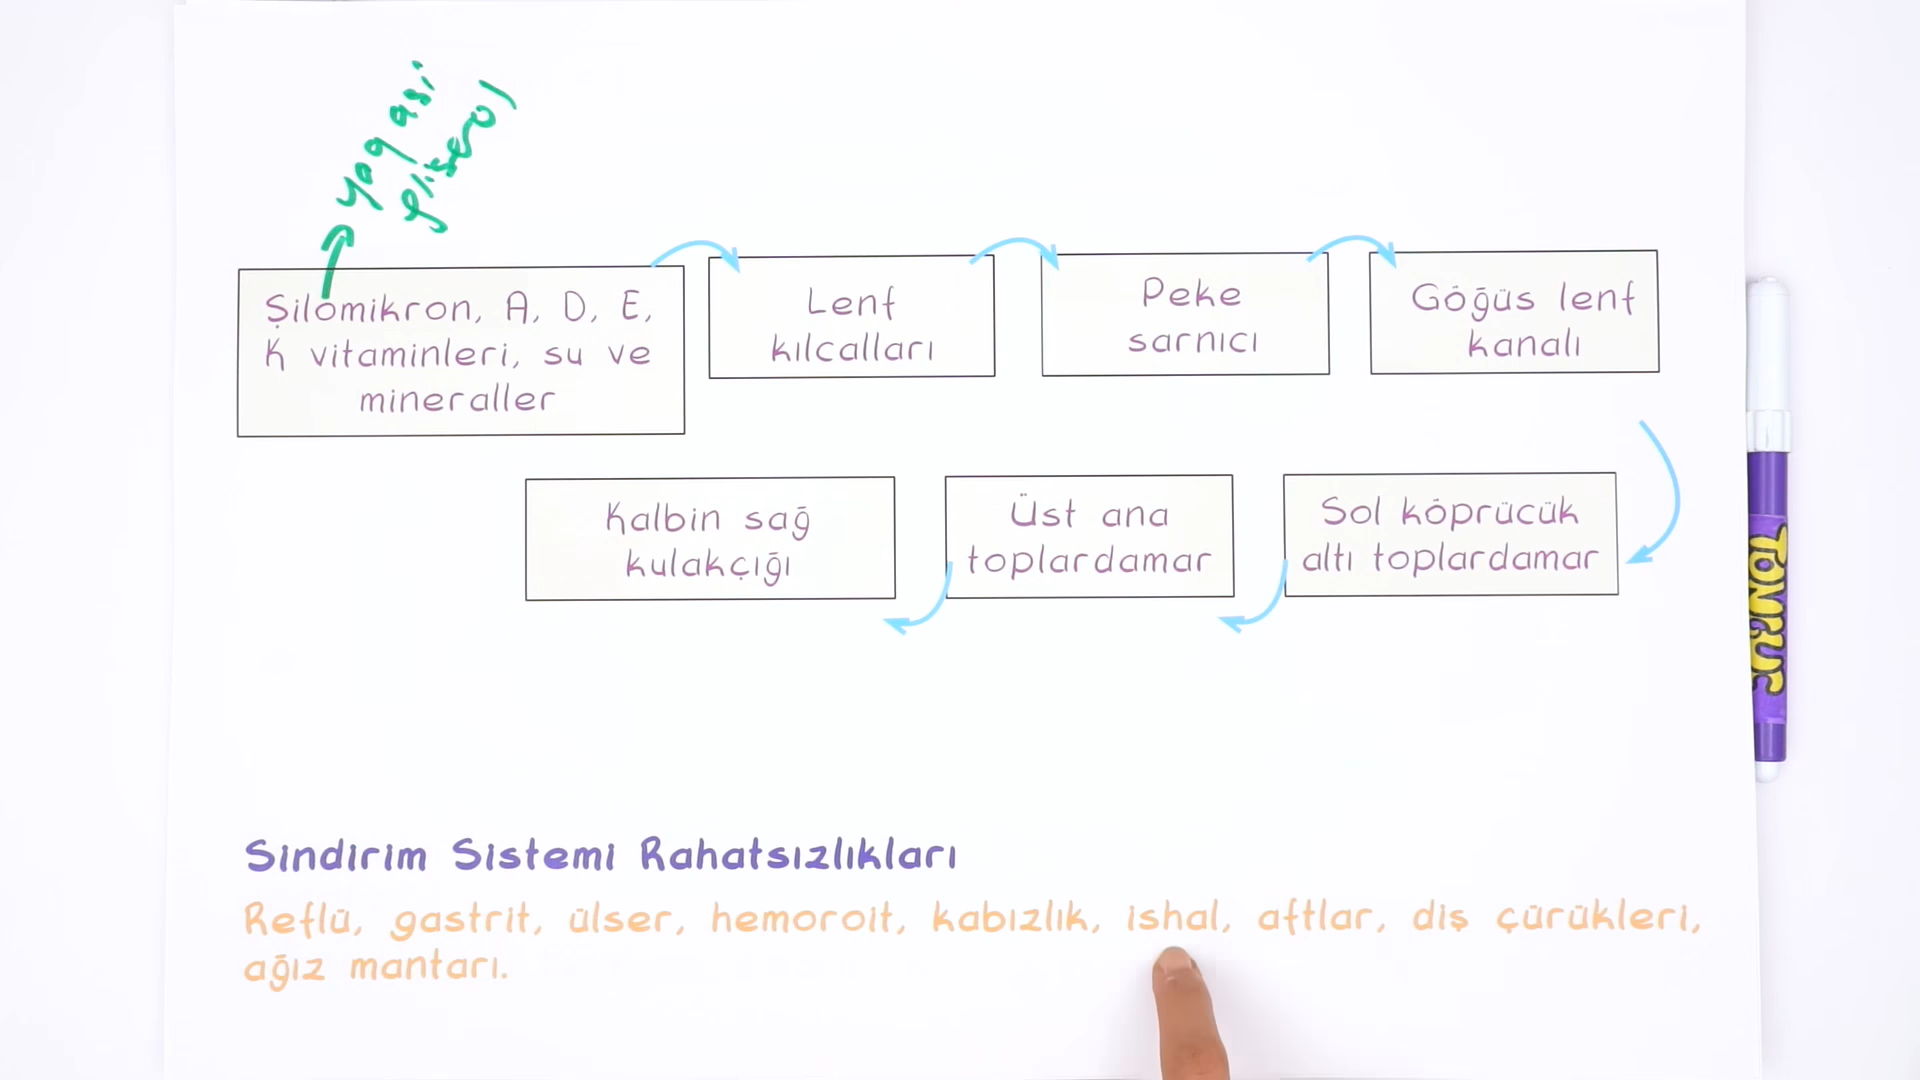 yağ asi
gliserol
Şilomikron, A, D, E,
K vitaminleri, su ve
mineraller
Lenf
kılcalları
Peke
sarnıcı
Göğüs lenf
kanalı
Sol köprücük
altı toplardamar
Üst ana
toplardamar
Kalbin sağ
kulakçığı
Sindirim Sistemi Rahatsızlıkları
Reflü, gastrit, ülser, hemoroit, kabızlık, ishal, aftlar, diş çürükleri,
ağız mantarı.
TOMBUŞ